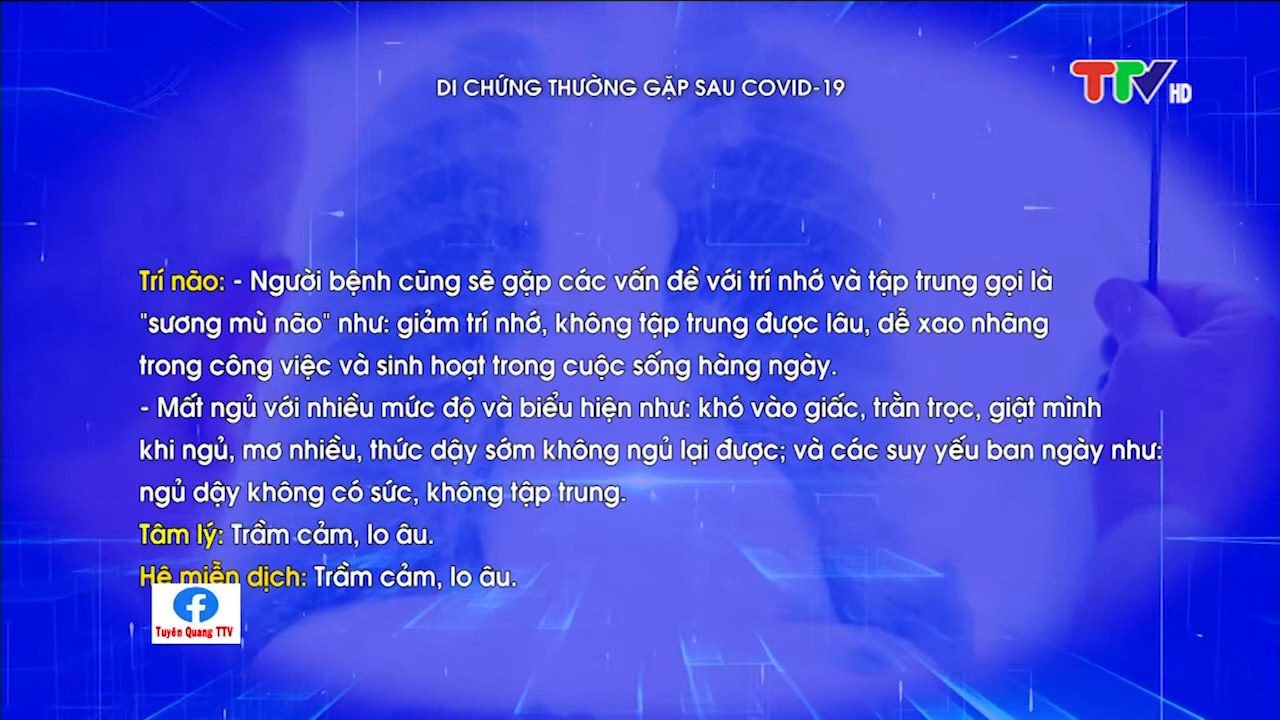 DI CHỨNG THƯỜNG GẶP SAU COVID-19
TTV HD
Trí não: - Người bệnh cũng sẽ gặp các vấn đề với trí nhớ và tập trung gọi là
"sương mù não" như: giảm trí nhớ, không tập trung được lâu, dễ xao nhãng
trong công việc và sinh hoạt trong cuộc sống hàng ngày.
- Mất ngủ với nhiều mức độ và biểu hiện như: khó vào giấc, trằn trọc, giật mình
khi ngủ, mơ nhiều, thức dậy sớm không ngủ lại được; và các suy yếu ban ngày như:
ngủ dậy không có sức, không tập trung.
Tâm lý: Trầm cảm, lo âu.
Hệ miễn dịch: Trầm cảm, lo âu.
Tuyên Quang TTV